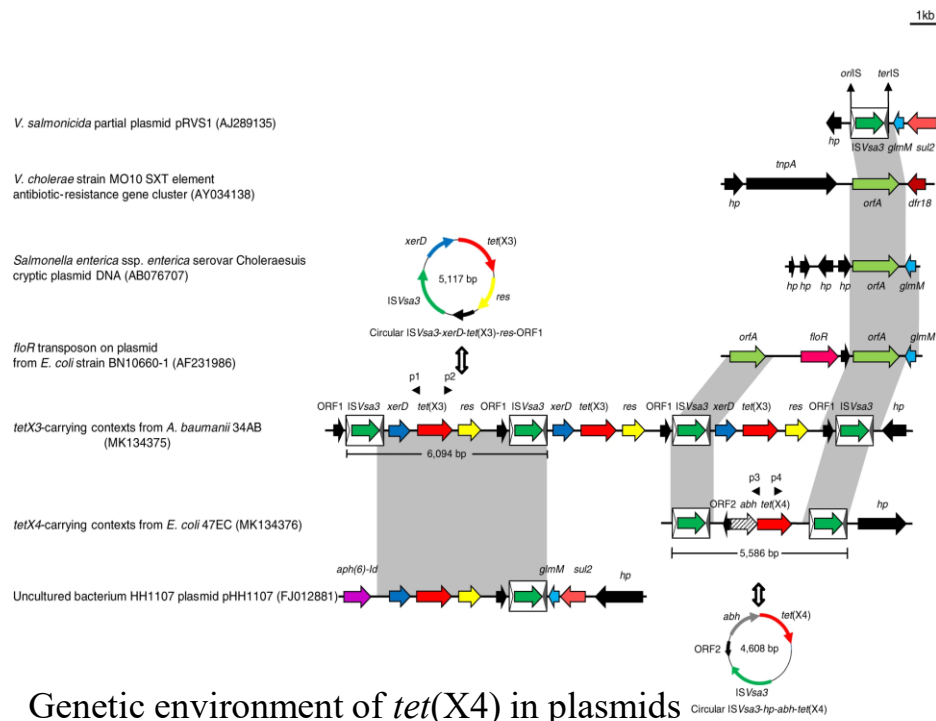 1kb
oriIS terIS
V. salmonicida partial plasmid pRVS1 (AJ289135)
hp ISVsa3 glmM sul2
tnpA
V. cholerae strain MO10 SXT element
antibiotic-resistance gene cluster (AY034138)
hp orfA dfr18
xerD tet(X3)
Salmonella enterica ssp. enterica serovar Choleraesuis
cryptic plasmid DNA (AB076707)
5,117 bp
hp hp hp hp orfA glmM
ISVsa3 res
Circular ISVsa3-xerD-tet(X3)-res-ORF1
floR transposon on plasmid
from E. coli strain BN10660-1 (AF231986)
orfA floR orfA glmM
p1 p2
ORF1 ISVsa3 xerD tet(X3) res ORF1 ISVsa3 xerD tet(X3) res ORF1 ISVsa3 xerD tet(X3) res ORF1 ISVsa3 hp
tetX3-carrying contexts from A. baumanii 34AB
(MK134375)
6,094 bp
p3 p4
ORF2 abh tet(X4)
tetX4-carrying contexts from E. coli 47EC (MK134376)
hp
5,586 bp
aph(6)-Id glmM sul2 hp
Uncultured bacterium HH1107 plasmid pHH1107 (FJ012881)
abh tet(X4)
ORF2 4,608 bp
ISVsa3
Circular ISVsa3-hp-abh-tet(X4)
Genetic environment of tet(X4) in plasmids